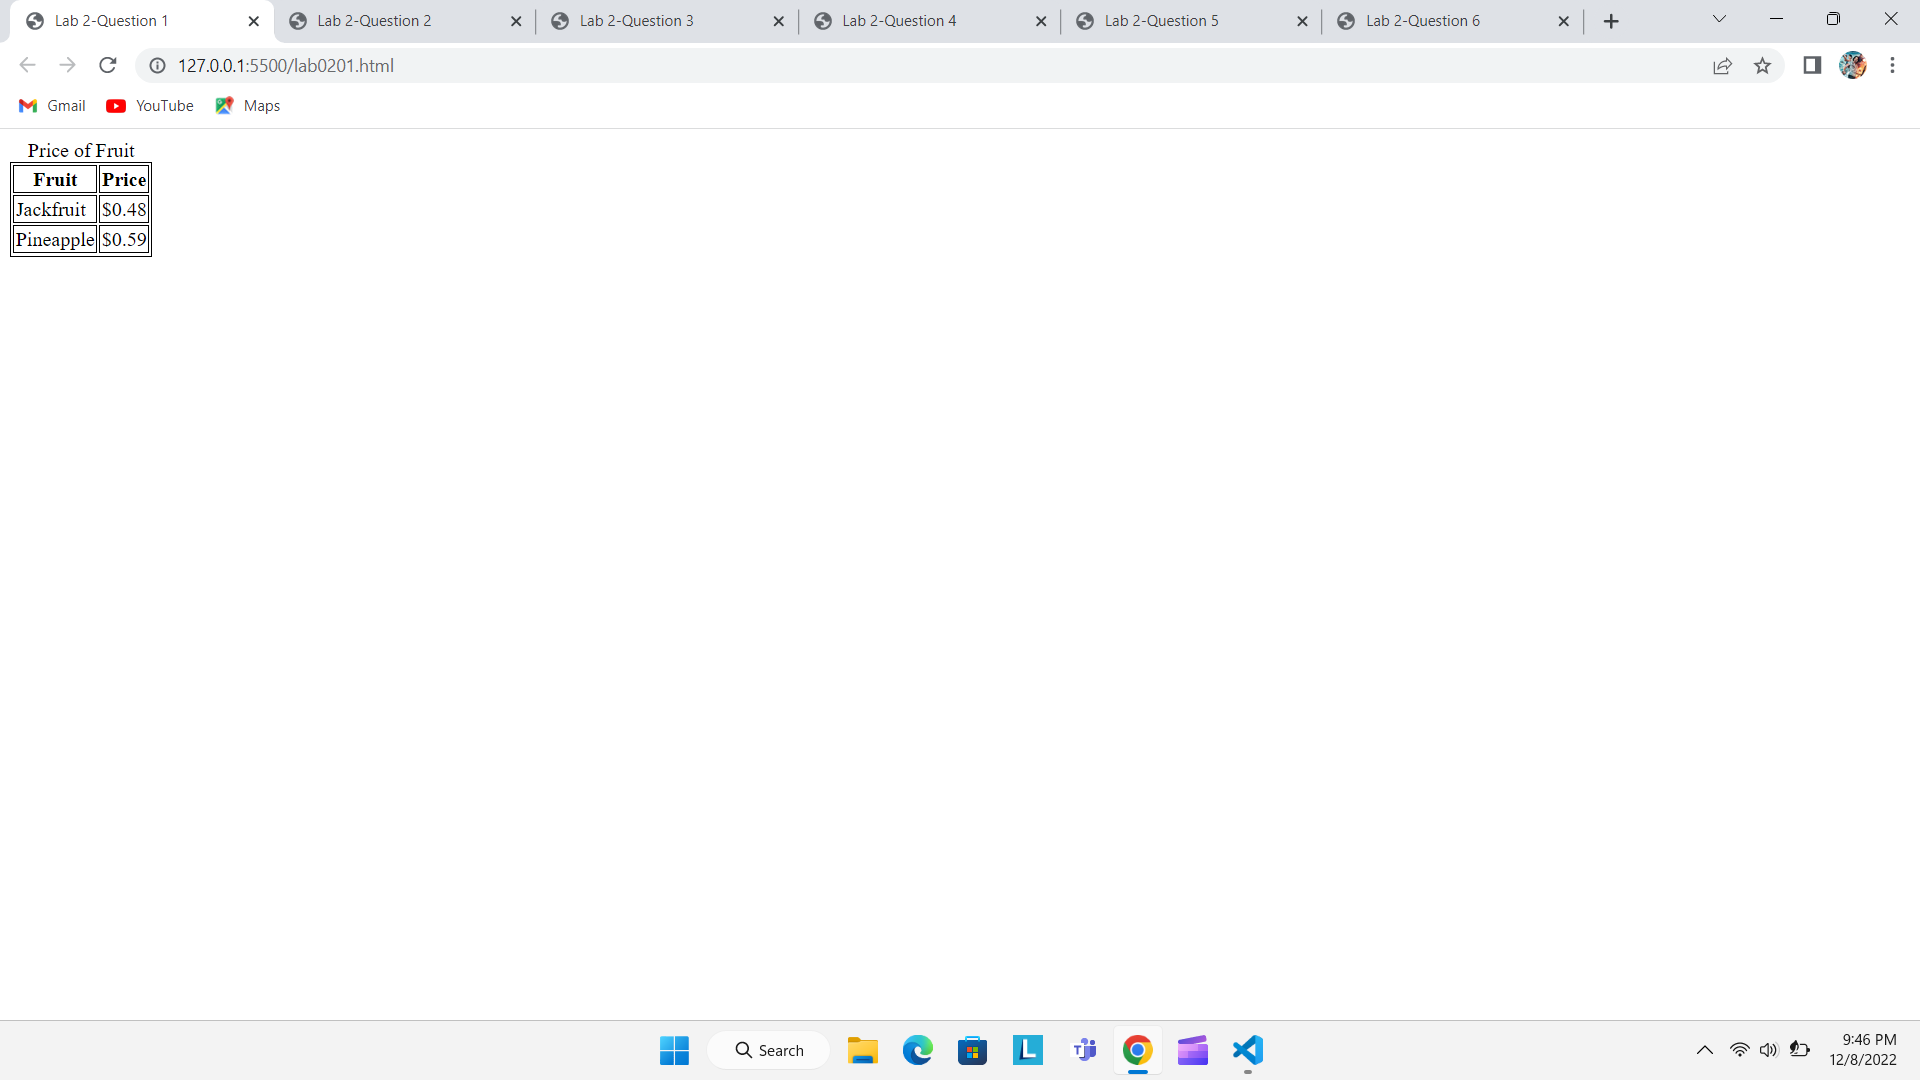 Lab 2-Question 1
Lab 2-Question 2
Lab 2-Question 3
Lab 2-Question 4
Lab 2-Question 5
Lab 2-Question 6
127.0.0.1:5500/lab0201.html
Gmail
YouTube
Maps
Price of Fruit
Fruit Price
Jackfruit $0.48
Pineapple $0.59
Search
9:46 PM
12/8/2022